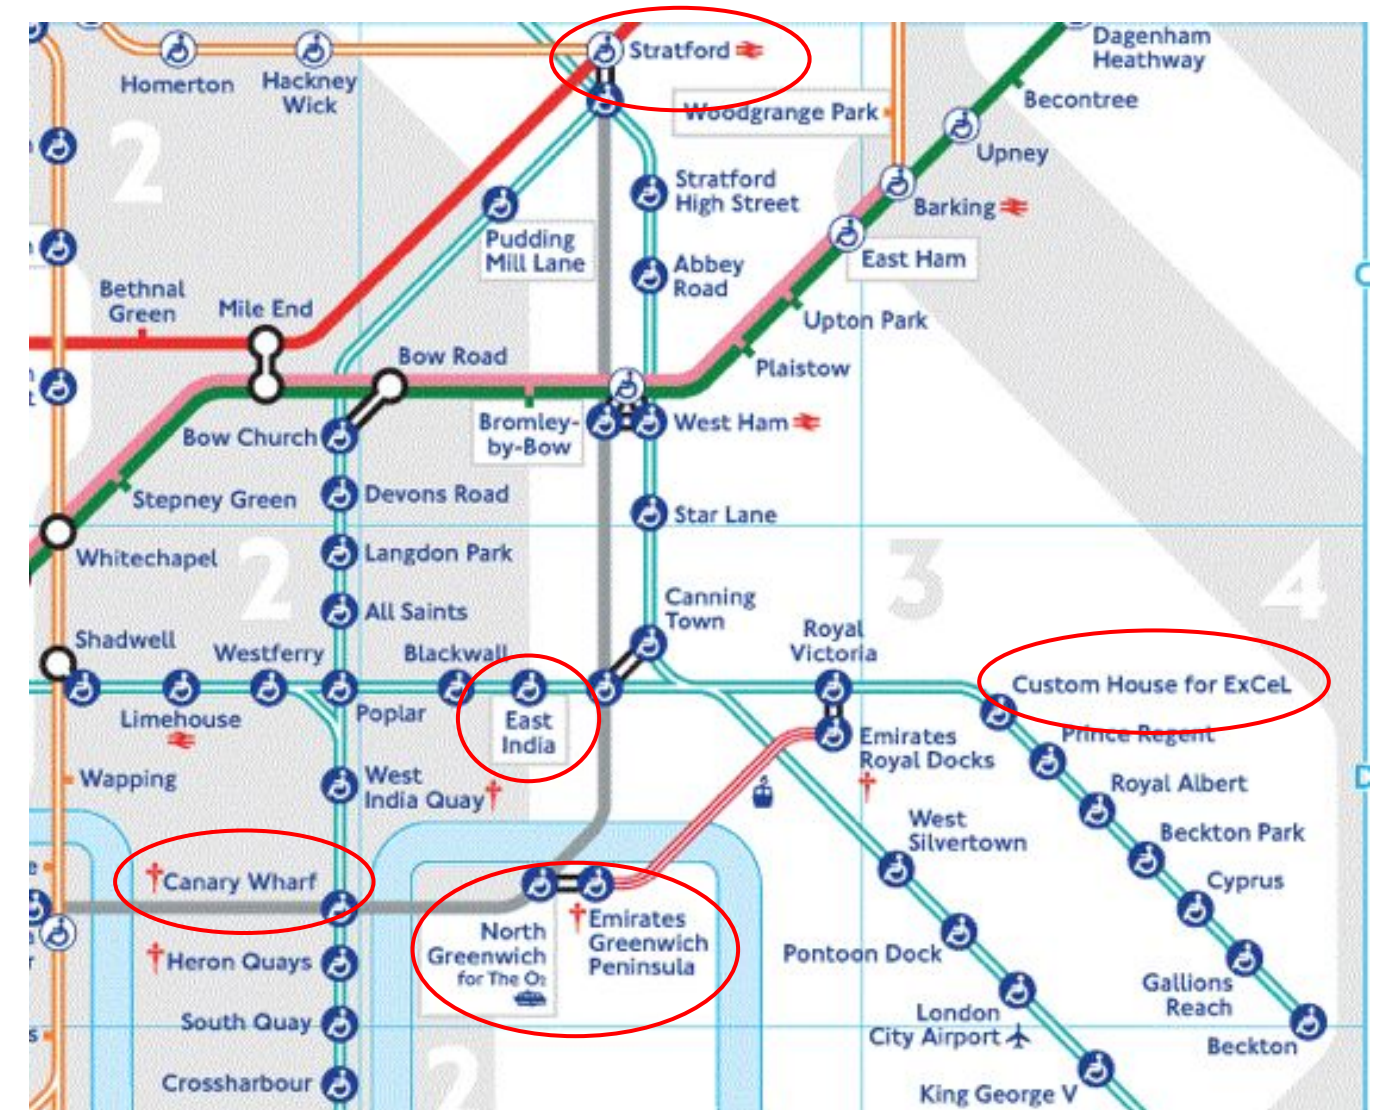 Stratford
Homerton
Hackney
Wick
Dagenham
Heathway
Becontree
Woodgrange Park
Upney
2
Stratford
High Street
Barking
Pudding
Mill Lane
East Ham
Abbey
Road
C
Bethnal
Green
Mile End
Upton Park
Bow Road
Plaistow
Bow Church
Bromley-
by-Bow
West Ham
Stepney Green
Devons Road
Star Lane
Whitechapel
2
Langdon Park
3
4
All Saints
Canning
Town
Shadwell
Westferry
Blackwall
Royal
Victoria
Custom House for ExCeL
Limehouse
Poplar
East
India
Prince Regent
Emirates
Royal Docks
Wapping
West
India Quay†
†
Royal Albert
D
West
Silvertown
Beckton Park
†Canary Wharf
Cyprus
†Heron Quays
North
Greenwich
for The O2
†Emirates
Greenwich
Peninsula
Pontoon Dock
Gallions
Reach
London
City Airport
South Quay
Beckton
Crossharbour
2
King George V